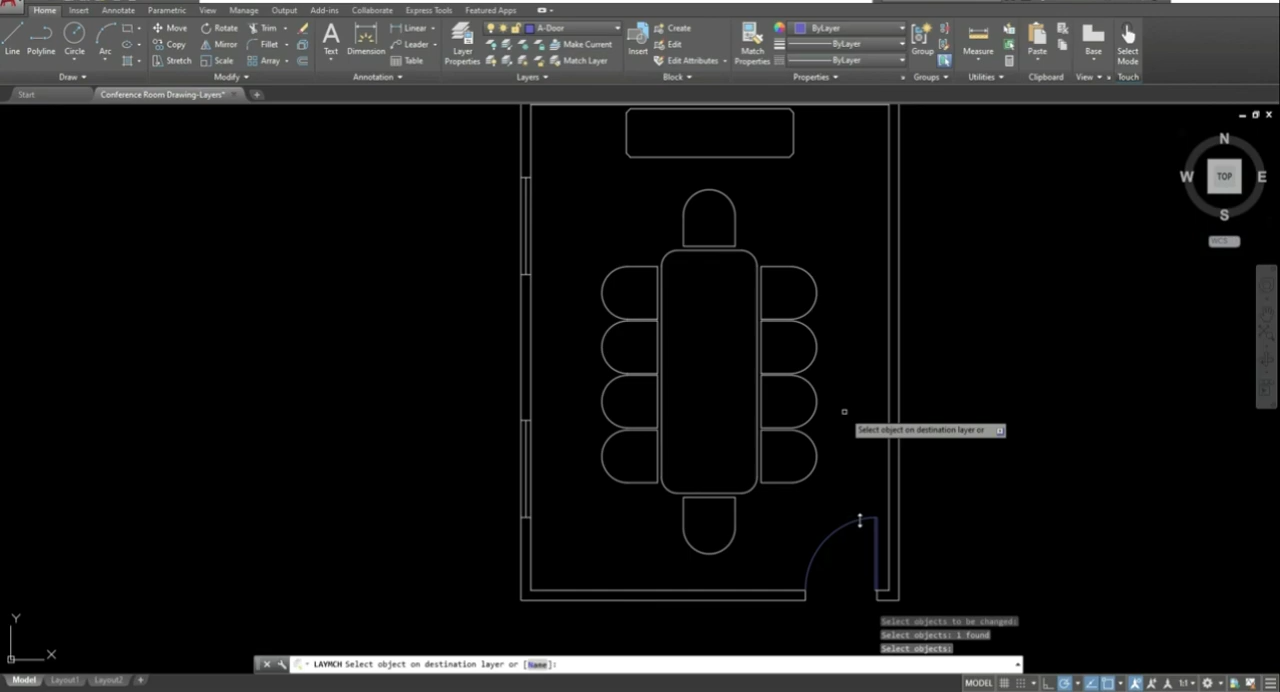 Home Insert Annotate Parametric View Manage Output Add-ins Collaborate Express Tools Featured Apps
Line Polyline Circle Arc
Move Rotate Trim
Copy Mirror Fillet
Stretch Scale Array
Text Dimension
Linear
Leader
Table
Layer Properties
A-Door
Make Current
Match Layer
Insert
Create
Edit
Edit Attributes
Match Properties
ByLayer
ByLayer
ByLayer
Group
Measure
Paste
Base
Select Mode
Draw Modify Annotation Layers Block Properties Groups Utilities Clipboard View Touch
Start Conference Room Drawing-Layers*
N
W TOP E
S
WCS
Select object on destination layer or
Select objects to be changed:
Select objects: 1 found
Select objects:
Y
X
LAYMCH Select object on destination layer or [Name]:
Model Layout1 Layout2
MODEL 1:1